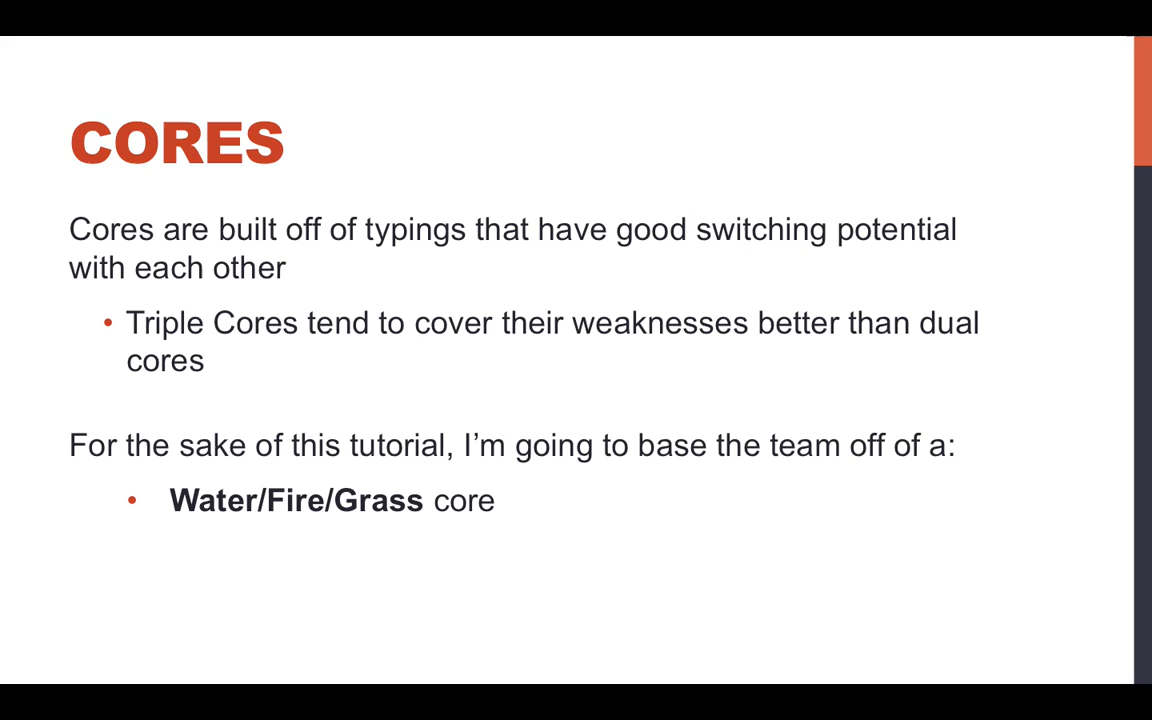 CORES
Cores are built off of typings that have good switching potential
with each other
• Triple Cores tend to cover their weaknesses better than dual
cores
For the sake of this tutorial, I’m going to base the team off of a:
• Water/Fire/Grass core